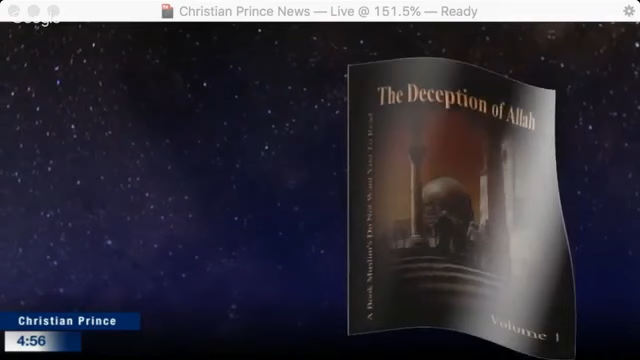 Christian Prince News — Live @ 151.5% — Ready
Google
The Deception of Allah
A Book Muslim's Do Not Want You To Read
Volume 1
Christian Prince
4:56